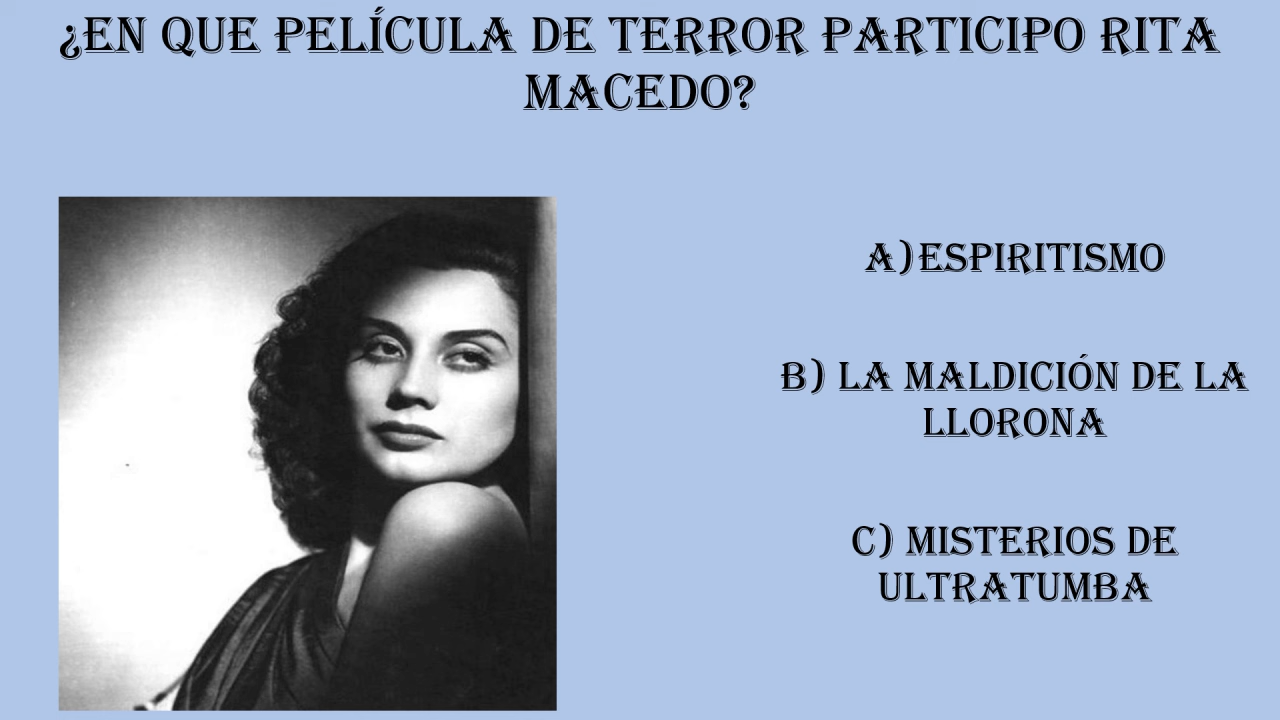 ¿EN QUE PELÍCULA DE TERROR PARTICIPO RITA
MACEDO?
A)ESPIRITISMO
B) LA MALDICIÓN DE LA
LLORONA
C) MISTERIOS DE
ULTRATUMBA